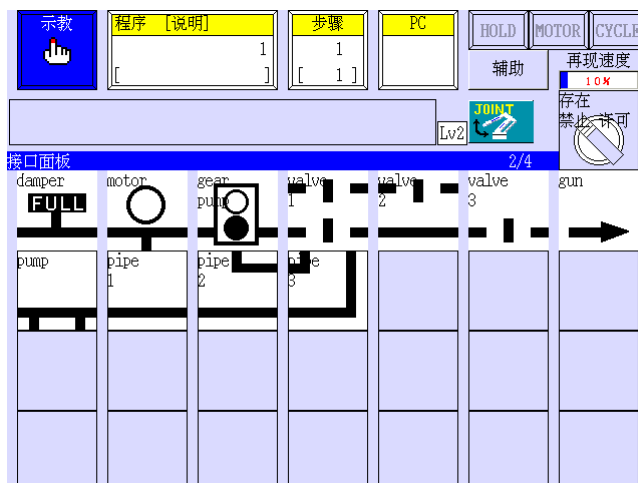 示教
程序 [说明]
1
[ ]
步骤
1
[ 1 ]
PC
HOLD
MOTOR
CYCLE
辅助
再现速度
10%
存在
禁止 许可
Lv2
JOINT
接口面板
2/4
damper
FULL
motor
gear
pump
valve
1
valve
2
valve
3
gun
pump
pipe
1
pipe
2
pipe
3